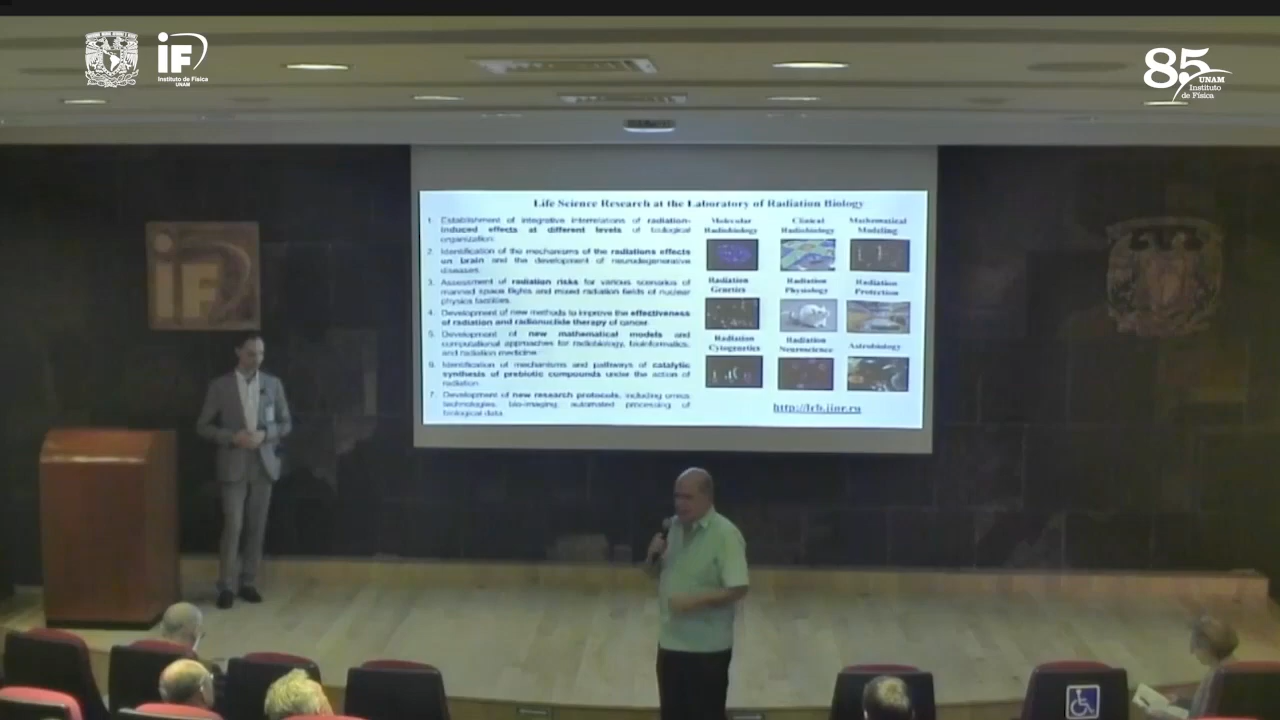 iF
Instituto de Física
UNAM
85
UNAM
Instituto
de Física
Life Science Research at the Laboratory of Radiation Biology
1. Establishment of integrative interrelations of radiation-
induced effects at different levels of biological
organization.
2. Identification of the mechanisms of the radiations effects
on brain and the development of neurodegenerative
diseases.
3. Assessment of radiation risks for various scenarios of
manned space flights and mixed radiation fields of nuclear
physics facilities.
4. Development of new methods to improve the effectiveness
of radiation and radionuclide therapy of cancer.
5. Development of new mathematical models and
computational approaches for radiobiology, bioinformatics,
and radiation medicine.
6. Identification of mechanisms and pathways of catalytic
synthesis of prebiotic compounds under the action of
radiation.
7. Development of new research protocols, including omics
technologies, bio-imaging, automated processing of
biological data.
Molecular
Radiobiology
Clinical
Radiobiology
Mathematical
Modeling
Radiation
Genetics
Radiation
Physiology
Radiation
Protection
Radiation
Cytogenetics
Radiation
Neuroscience
Astrobiology
http://lrb.jinr.ru
iF